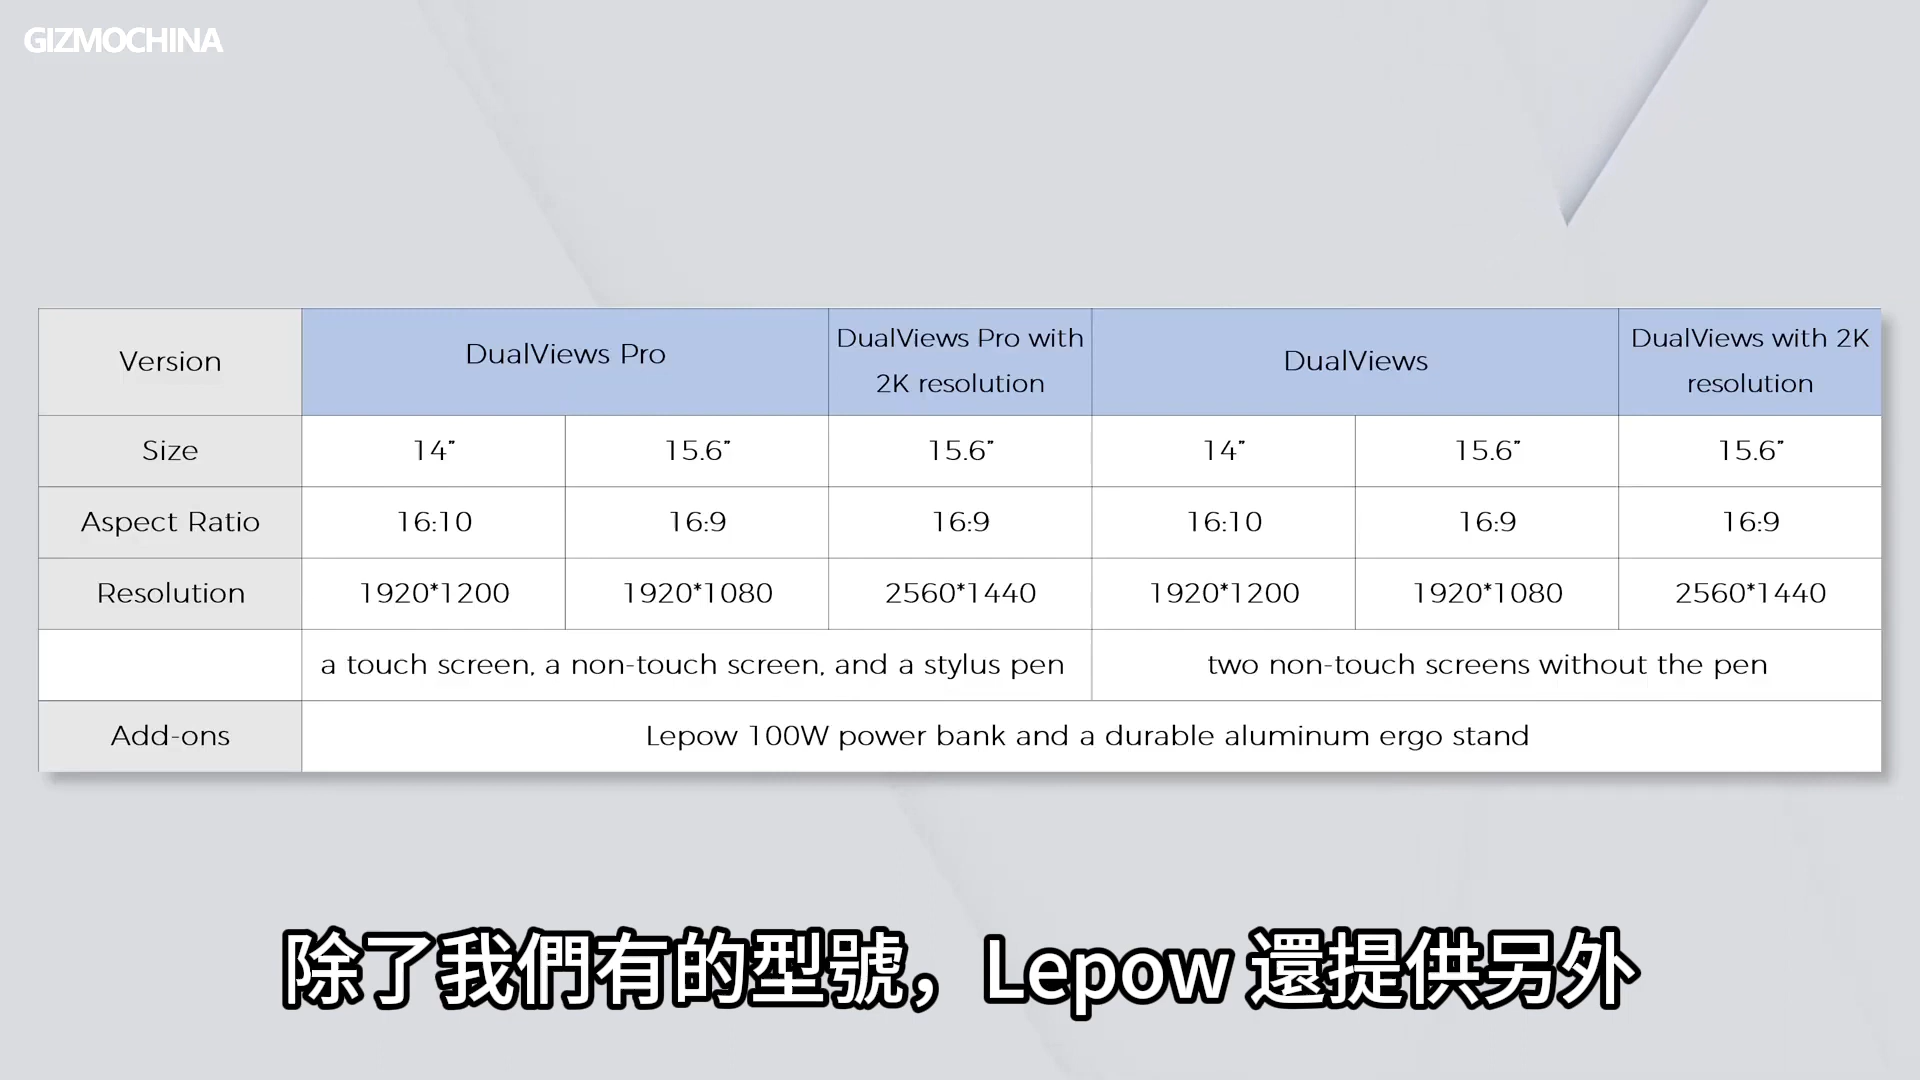 GIZMOCHINA
Version
DualViews Pro
DualViews Pro with
2K resolution
DualViews
DualViews with 2K
resolution
Size
14”
15.6”
15.6”
14”
15.6”
15.6”
Aspect Ratio
16:10
16:9
16:9
16:10
16:9
16:9
Resolution
1920*1200
1920*1080
2560*1440
1920*1200
1920*1080
2560*1440
a touch screen, a non-touch screen, and a stylus pen
two non-touch screens without the pen
Add-ons
Lepow 100W power bank and a durable aluminum ergo stand
除了我們有的型號，Lepow 還提供另外